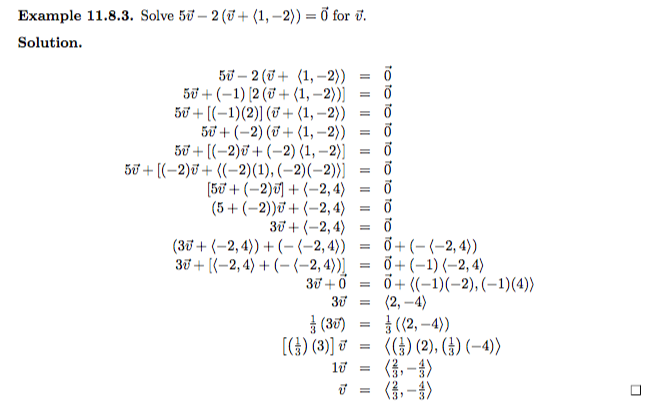 Example 11.8.3. Solve 5v⃗ − 2 (v⃗ + ⟨1, −2⟩) = 0⃗ for v⃗.
Solution.
5v⃗ − 2 (v⃗ + ⟨1, −2⟩) = 0⃗
5v⃗ + (−1) [2 (v⃗ + ⟨1, −2⟩)] = 0⃗
5v⃗ + [(−1)(2)] (v⃗ + ⟨1, −2⟩) = 0⃗
5v⃗ + (−2) (v⃗ + ⟨1, −2⟩) = 0⃗
5v⃗ + [(−2)v⃗ + (−2) ⟨1, −2⟩] = 0⃗
5v⃗ + [(−2)v⃗ + ⟨(−2)(1), (−2)(−2)⟩] = 0⃗
[5v⃗ + (−2)v⃗] + ⟨−2, 4⟩ = 0⃗
(5 + (−2))v⃗ + ⟨−2, 4⟩ = 0⃗
3v⃗ + ⟨−2, 4⟩ = 0⃗
(3v⃗ + ⟨−2, 4⟩) + (− ⟨−2, 4⟩) = 0⃗ + (− ⟨−2, 4⟩)
3v⃗ + [⟨−2, 4⟩ + (− ⟨−2, 4⟩)] = 0⃗ + (−1) ⟨−2, 4⟩
3v⃗ + 0⃗ = 0⃗ + ⟨(−1)(−2), (−1)(4)⟩
3v⃗ = ⟨2, −4⟩
1/3 (3v⃗) = 1/3 (⟨2, −4⟩)
[(1/3) (3)] v⃗ = ⟨(1/3) (2), (1/3) (−4)⟩
1v⃗ = ⟨2/3, −4/3⟩
v⃗ = ⟨2/3, −4/3⟩ □